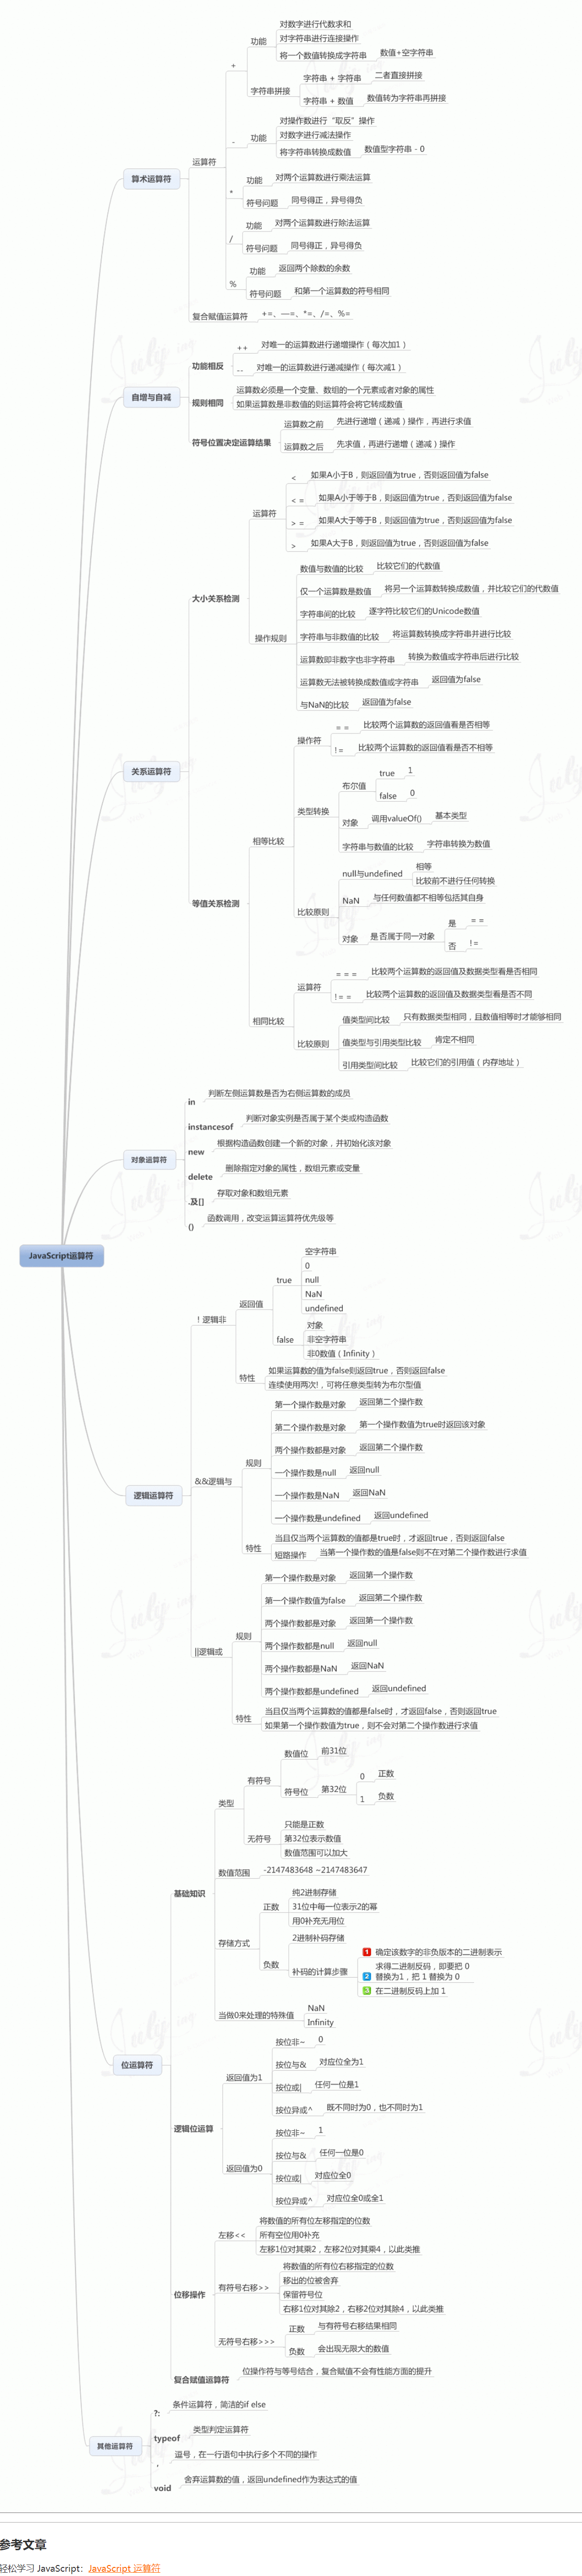 JavaScript运算符
算术运算符
运算符
+
功能
对数字进行代数求和
对字符串进行连接操作
将一个数值转换成字符串
数值+空字符串
字符串拼接
字符串 + 字符串
二者直接拼接
字符串 + 数值
数值转为字符串再拼接
-
功能
对操作数进行“取反”操作
对数字进行减法操作
将字符串转换成数值
数值型字符串 - 0
*
功能
对两个运算数进行乘法运算
符号问题
同号得正，异号得负
/
功能
对两个运算数进行除法运算
符号问题
同号得正，异号得负
%
功能
返回两个除数的余数
符号问题
和第一个运算数的符号相同
复合赋值运算符
+=、—=、*=、/=、%=
自增与自减
功能相反
++
对唯一的运算数进行递增操作（每次加1）
--
对唯一的运算数进行递减操作（每次减1）
规则相同
运算数必须是一个变量、数组的一个元素或者对象的属性
如果运算数是非数值的则运算符会将它转成数值
符号位置决定运算结果
运算数之前
先进行递增（递减）操作，再进行求值
运算数之后
先求值，再进行递增（递减）操作
关系运算符
大小关系检测
运算符
<
如果A小于B，则返回值为true，否则返回值为false
< =
如果A小于等于B，则返回值为true，否则返回值为false
> =
如果A大于等于B，则返回值为true，否则返回值为false
>
如果A大于B，则返回值为true，否则返回值为false
操作规则
数值与数值的比较
比较它们的代数值
仅一个运算数是数值
将另一个运算数转换成数值，并比较它们的代数值
字符串间的比较
逐字符比较它们的Unicode数值
字符串与非数值的比较
将运算数转换成字符串并进行比较
运算数即非数字也非字符串
转换为数值或字符串后进行比较
运算数无法被转换成数值或字符串
返回值为false
与NaN的比较
返回值为false
等值关系检测
相等比较
操作符
= =
比较两个运算数的返回值看是否相等
!=
比较两个运算数的返回值看是否不相等
类型转换
布尔值
true
1
false
0
对象
调用valueOf()
基本类型
字符串与数值的比较
字符串转换为数值
比较原则
null与undefined
相等
比较前不进行任何转换
NaN
与任何数值都不相等包括其自身
对象
是否属于同一对象
是
= =
否
!=
相同比较
运算符
= = =
比较两个运算数的返回值及数据类型看是否相同
!= =
比较两个运算数的返回值及数据类型看是否不同
比较原则
值类型间比较
只有数据类型相同，且数值相等时才能够相同
值类型与引用类型比较
肯定不相同
引用类型间比较
比较它们的引用值（内存地址）
对象运算符
in
判断左侧运算数是否为右侧运算数的成员
instancesof
判断对象实例是否属于某个类或构造函数
new
根据构造函数创建一个新的对象，并初始化该对象
delete
删除指定对象的属性，数组元素或变量
.及[]
存取对象和数组元素
()
函数调用，改变运算运算符优先级等
逻辑运算符
！逻辑非
返回值
true
空字符串
0
null
NaN
undefined
false
对象
非空字符串
非0数值（Infinity）
特性
如果运算数的值为false则返回true，否则返回false
连续使用两次!，可将任意类型转为布尔型值
&&逻辑与
规则
第一个操作数是对象
返回第二个操作数
第二个操作数是对象
第一个操作数值为true时返回该对象
两个操作数都是对象
返回第二个操作数
一个操作数是null
返回null
一个操作数是NaN
返回NaN
一个操作数是undefined
返回undefined
特性
当且仅当两个运算数的值都是true时，才返回true，否则返回false
短路操作
当第一个操作数的值是false则不在对第二个操作数进行求值
||逻辑或
规则
第一个操作数是对象
返回第一个操作数
第一个操作数值为false
返回第二个操作数
两个操作数都是对象
返回第一个操作数
两个操作数都是null
返回null
两个操作数都是NaN
返回NaN
两个操作数都是undefined
返回undefined
特性
当且仅当两个运算数的值都是false时，才返回false，否则返回true
如果第一个操作数值为true，则不会对第二个操作数进行求值
位运算符
基础知识
类型
有符号
数值位
前31位
符号位
第32位
0
正数
1
负数
无符号
只能是正数
第32位表示数值
数值范围可以加大
数值范围
-2147483648 ~2147483647
存储方式
正数
纯2进制存储
31位中每一位表示2的幂
用0补充无用位
负数
2进制补码存储
补码的计算步骤
1 确定该数字的非负版本的二进制表示
2 求得二进制反码，即要把 0
替换为1，把 1 替换为 0
3 在二进制反码上加 1
当做0来处理的特殊值
NaN
Infinity
逻辑位运算
返回值为1
按位非~
0
按位与&
对应位全为1
按位或|
任何一位是1
按位异或^
既不同时为0，也不同时为1
返回值为0
按位非~
1
按位与&
任何一位是0
按位或|
对应位全0
按位异或^
对应位全0或全1
位移操作
左移<<
将数值的所有位左移指定的位数
所有空位用0补充
左移1位对其乘2，左移2位对其乘4，以此类推
有符号右移>>
将数值的所有位右移指定的位数
移出的位被舍弃
保留符号位
右移1位对其除2，右移2位对其除4，以此类推
无符号右移>>>
正数
与有符号右移结果相同
负数
会出现无限大的数值
复合赋值运算符
位操作符与等号结合，复合赋值不会有性能方面的提升
其他运算符
?:
条件运算符，简洁的if else
typeof
类型判定运算符
，
逗号，在一行语句中执行多个不同的操作
void
舍弃运算数的值，返回undefined作为表达式的值
参考文章
轻松学习 JavaScript：JavaScript 运算符